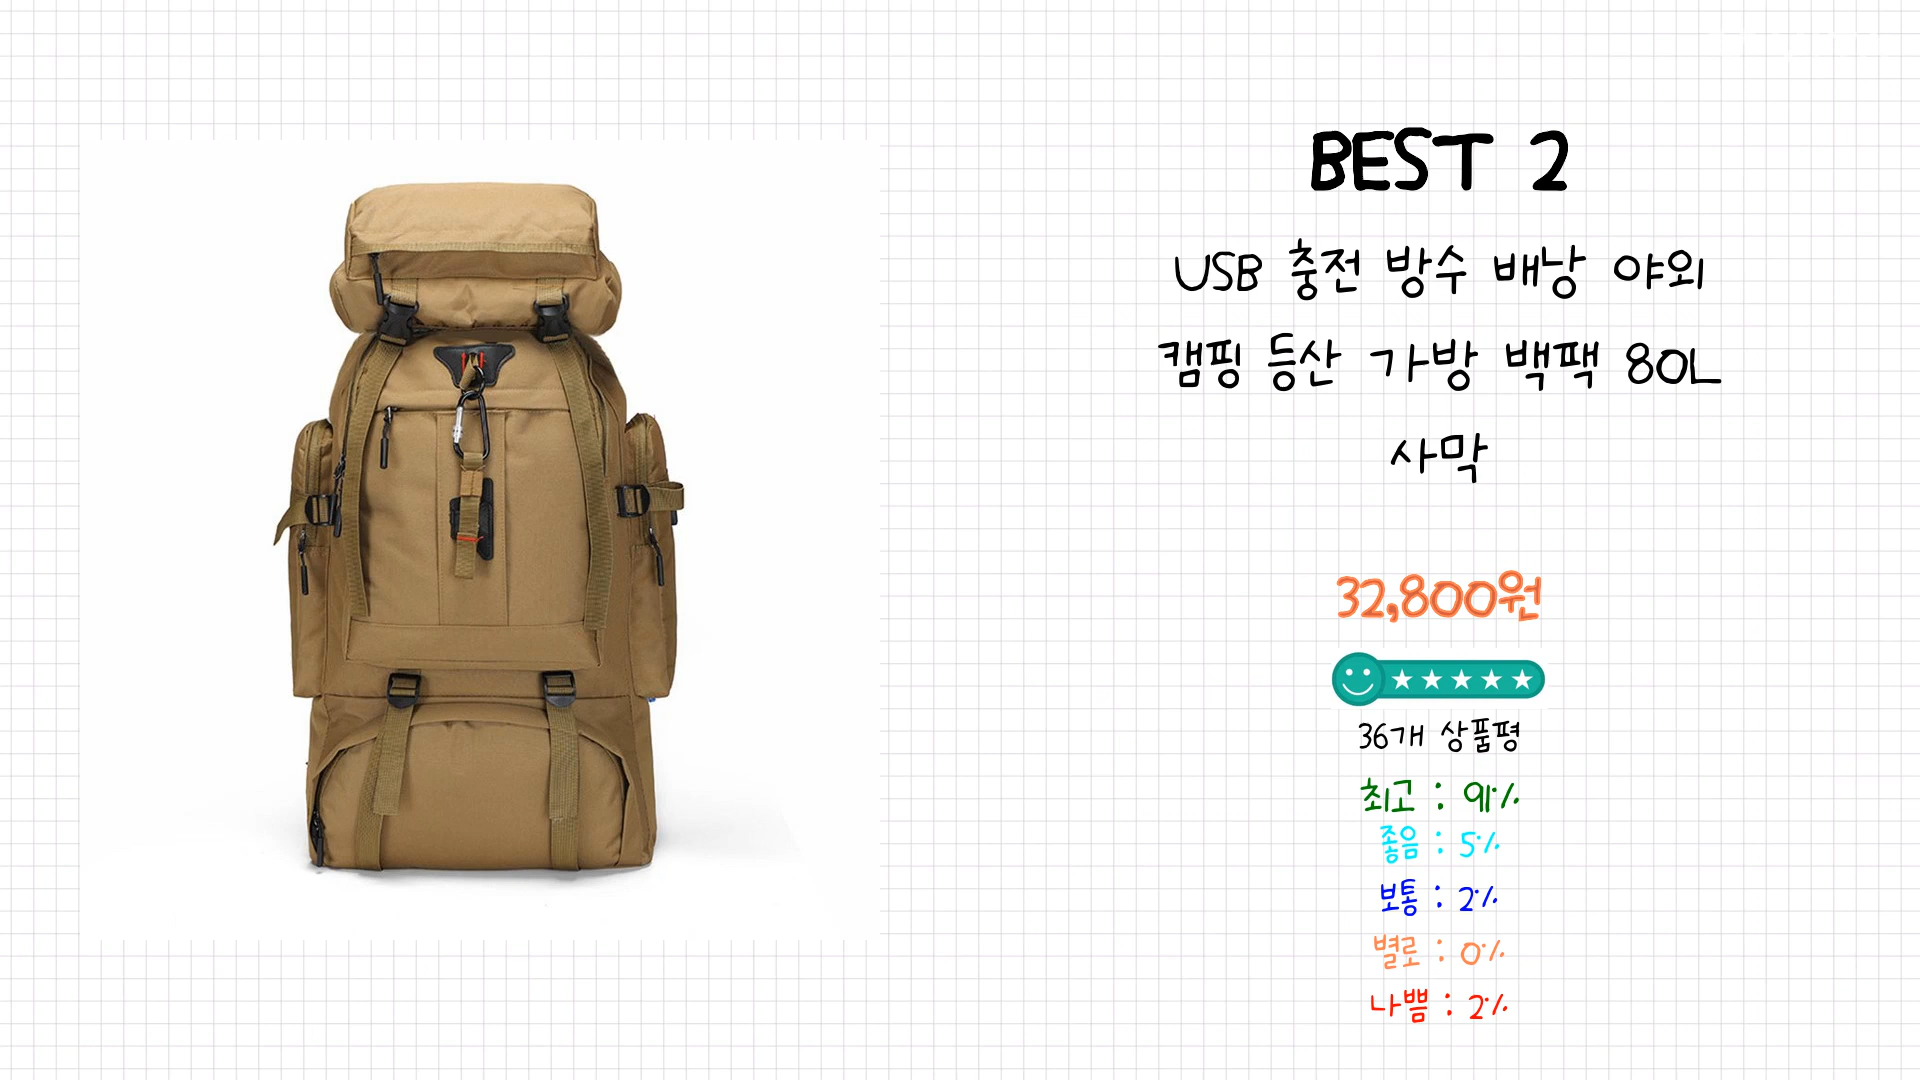 BEST 2
USB 충전 방수 배낭 야외
캠핑 등산 가방 백팩 80L
사막
32,800원
36개 상품평
최고 : 91%
좋음 : 5%
보통 : 2%
별로 : 0%
나쁨 : 2%